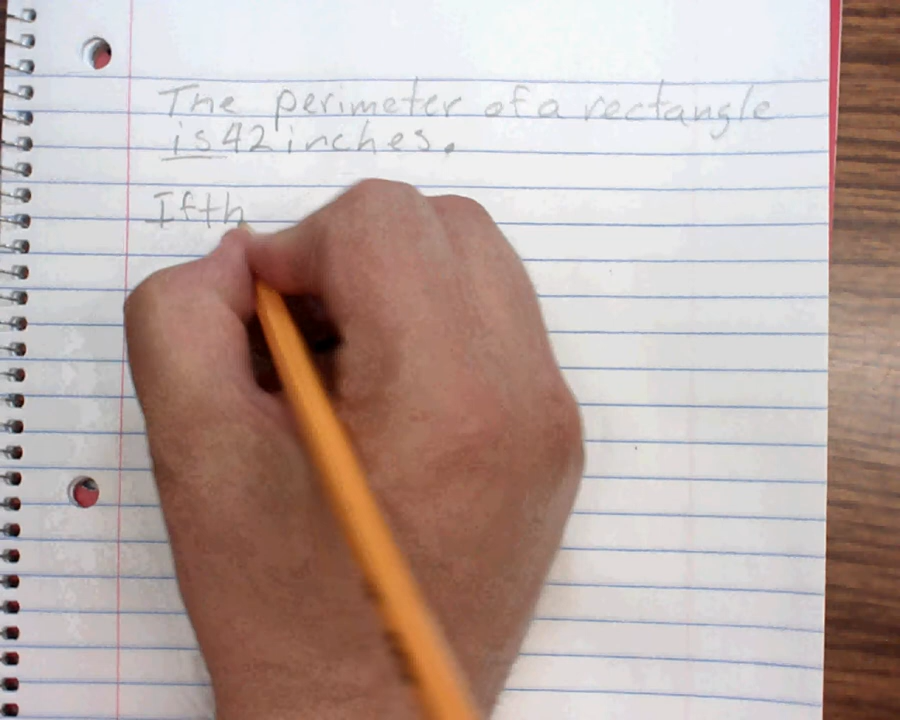 The perimeter of a rectangle
is 42 inches.
If th